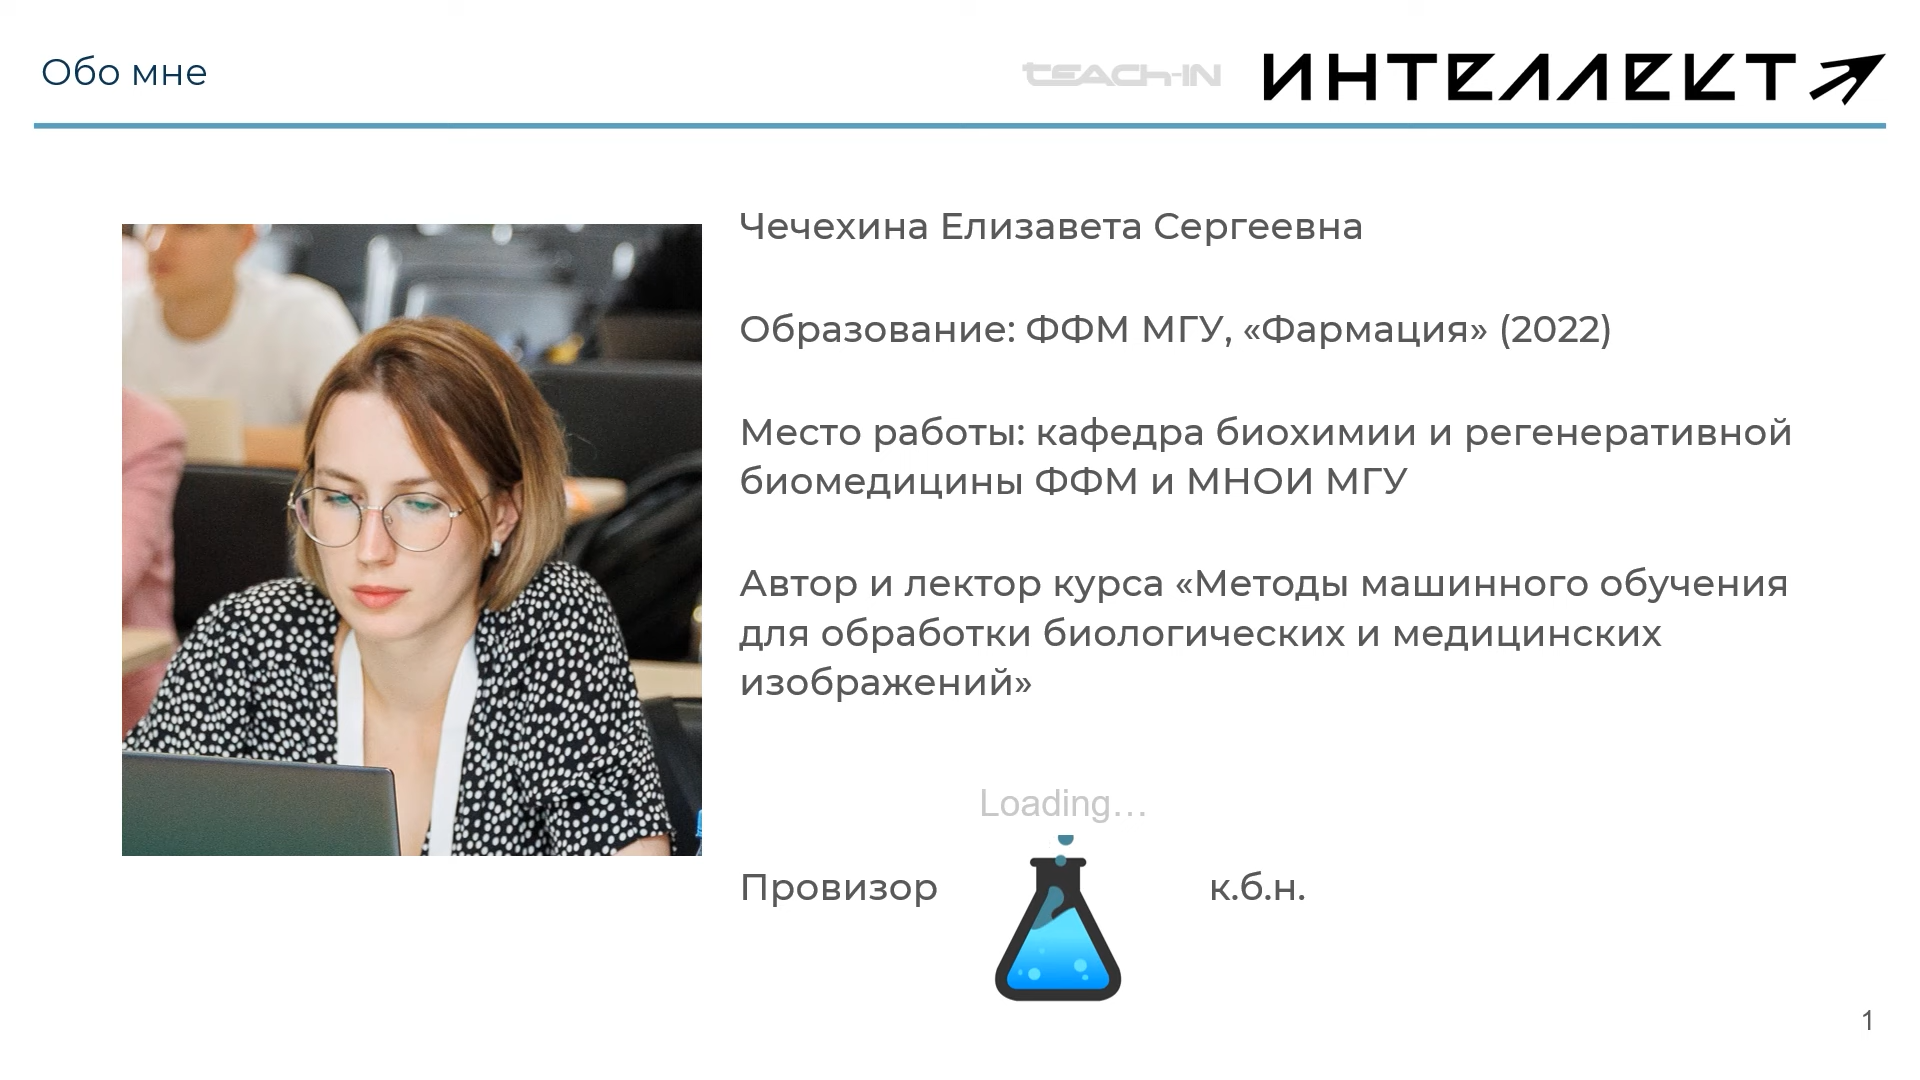 Обо мне
TEACH-IN
ИНТЕЛЛЕКТ
Чечехина Елизавета Сергеевна
Образование: ФФМ МГУ, «Фармация» (2022)
Место работы: кафедра биохимии и регенеративной
биомедицины ФФМ и МНОИ МГУ
Автор и лектор курса «Методы машинного обучения
для обработки биологических и медицинских
изображений»
Loading...
Провизор
к.б.н.
1